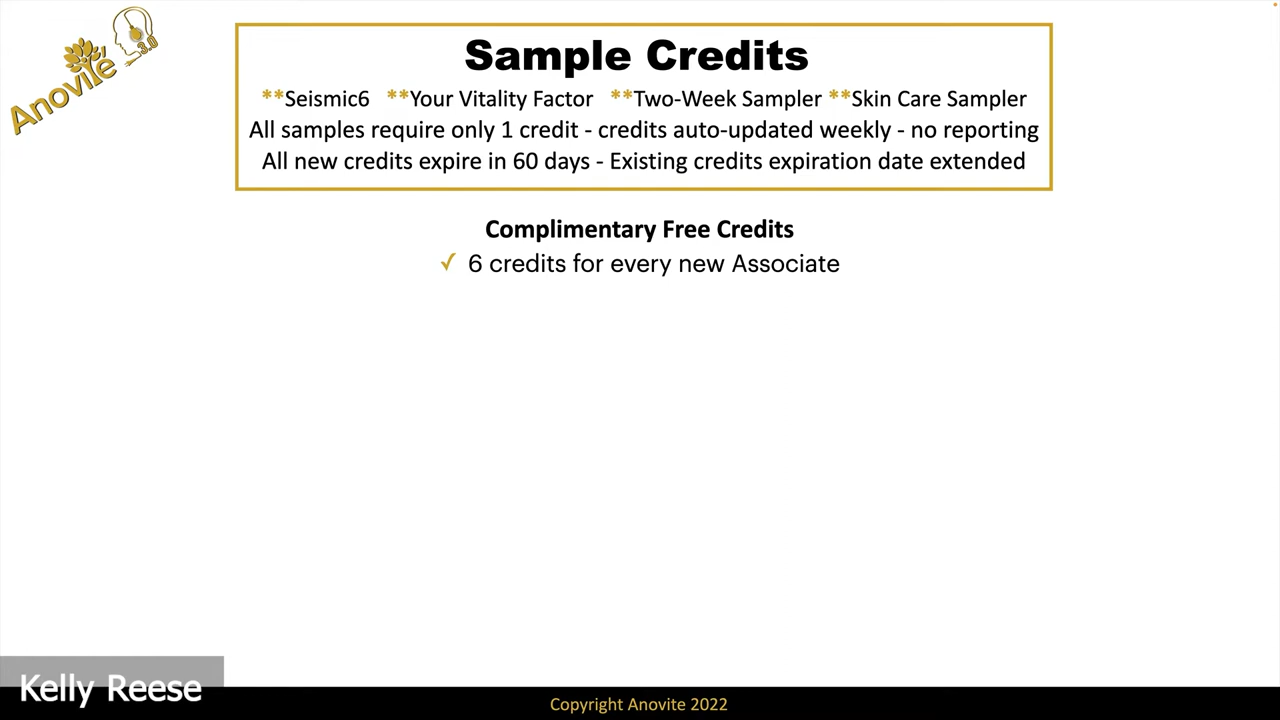 Anovite
3.0
Sample Credits
**Seismic6 **Your Vitality Factor **Two-Week Sampler **Skin Care Sampler
All samples require only 1 credit - credits auto-updated weekly - no reporting
All new credits expire in 60 days - Existing credits expiration date extended
Complimentary Free Credits
✓ 6 credits for every new Associate
Kelly Reese
Copyright Anovite 2022